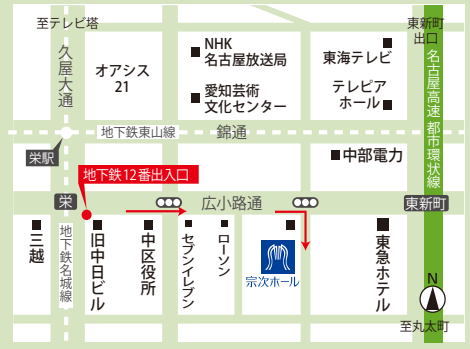 至テレビ塔
東新町
出口
久屋大通
オアシス
21
NHK
名古屋放送局
愛知芸術
文化センター
東海テレビ
テレピア
ホール
名古屋高速 都市環状線
地下鉄東山線
錦通
栄駅
中部電力
地下鉄12番出入口
栄
広小路通
東新町
三越
地下鉄名城線
旧中日ビル
中区役所
セブンイレブン
ローソン
宗次ホール
東急ホテル
N
至丸太町